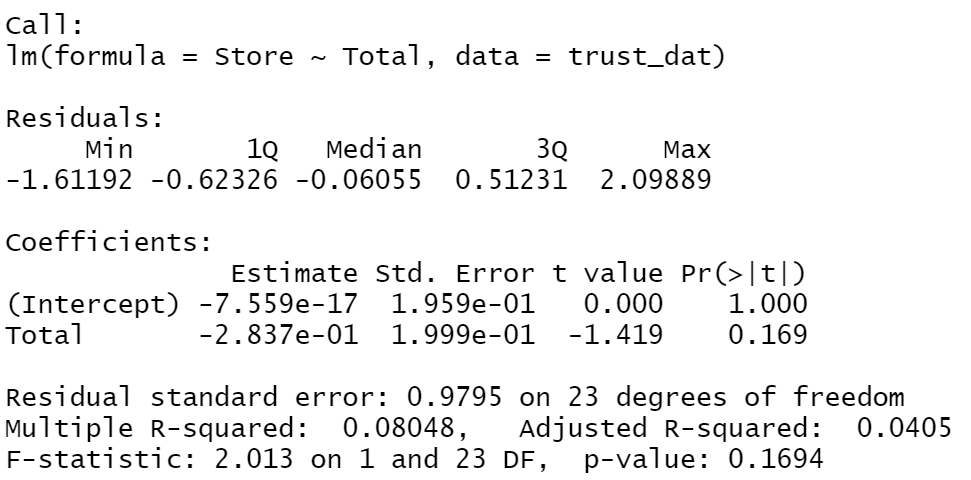 Call:
lm(formula = Store ~ Total, data = trust_dat)
Residuals:
Min 1Q Median 3Q Max
-1.61192 -0.62326 -0.06055 0.51231 2.09889
Coefficients:
Estimate Std. Error t value Pr(>|t|)
(Intercept) -7.559e-17 1.959e-01 0.000 1.000
Total -2.837e-01 1.999e-01 -1.419 0.169
Residual standard error: 0.9795 on 23 degrees of freedom
Multiple R-squared: 0.08048, Adjusted R-squared: 0.0405
F-statistic: 2.013 on 1 and 23 DF, p-value: 0.1694